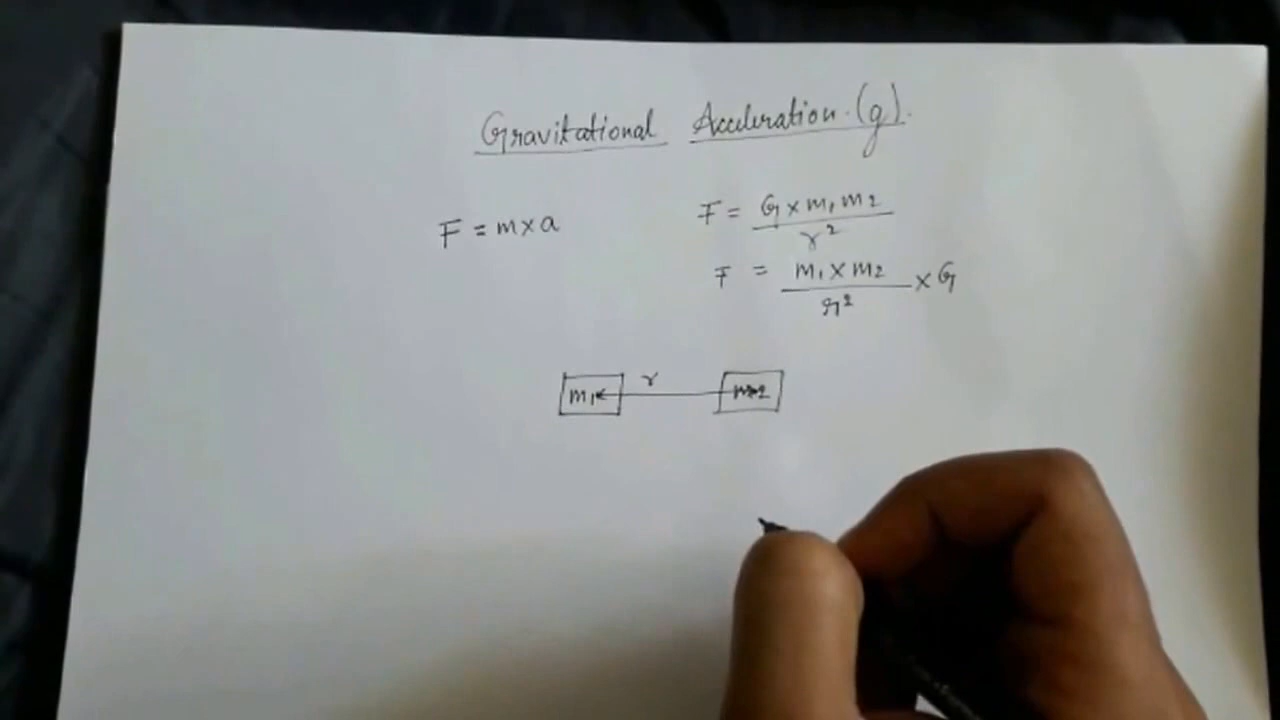 Gravitational Acceleration. (g).
F = m x a
F = G x m1 m2 / r²
F = m1 x m2 / r² x G
m1 r m2